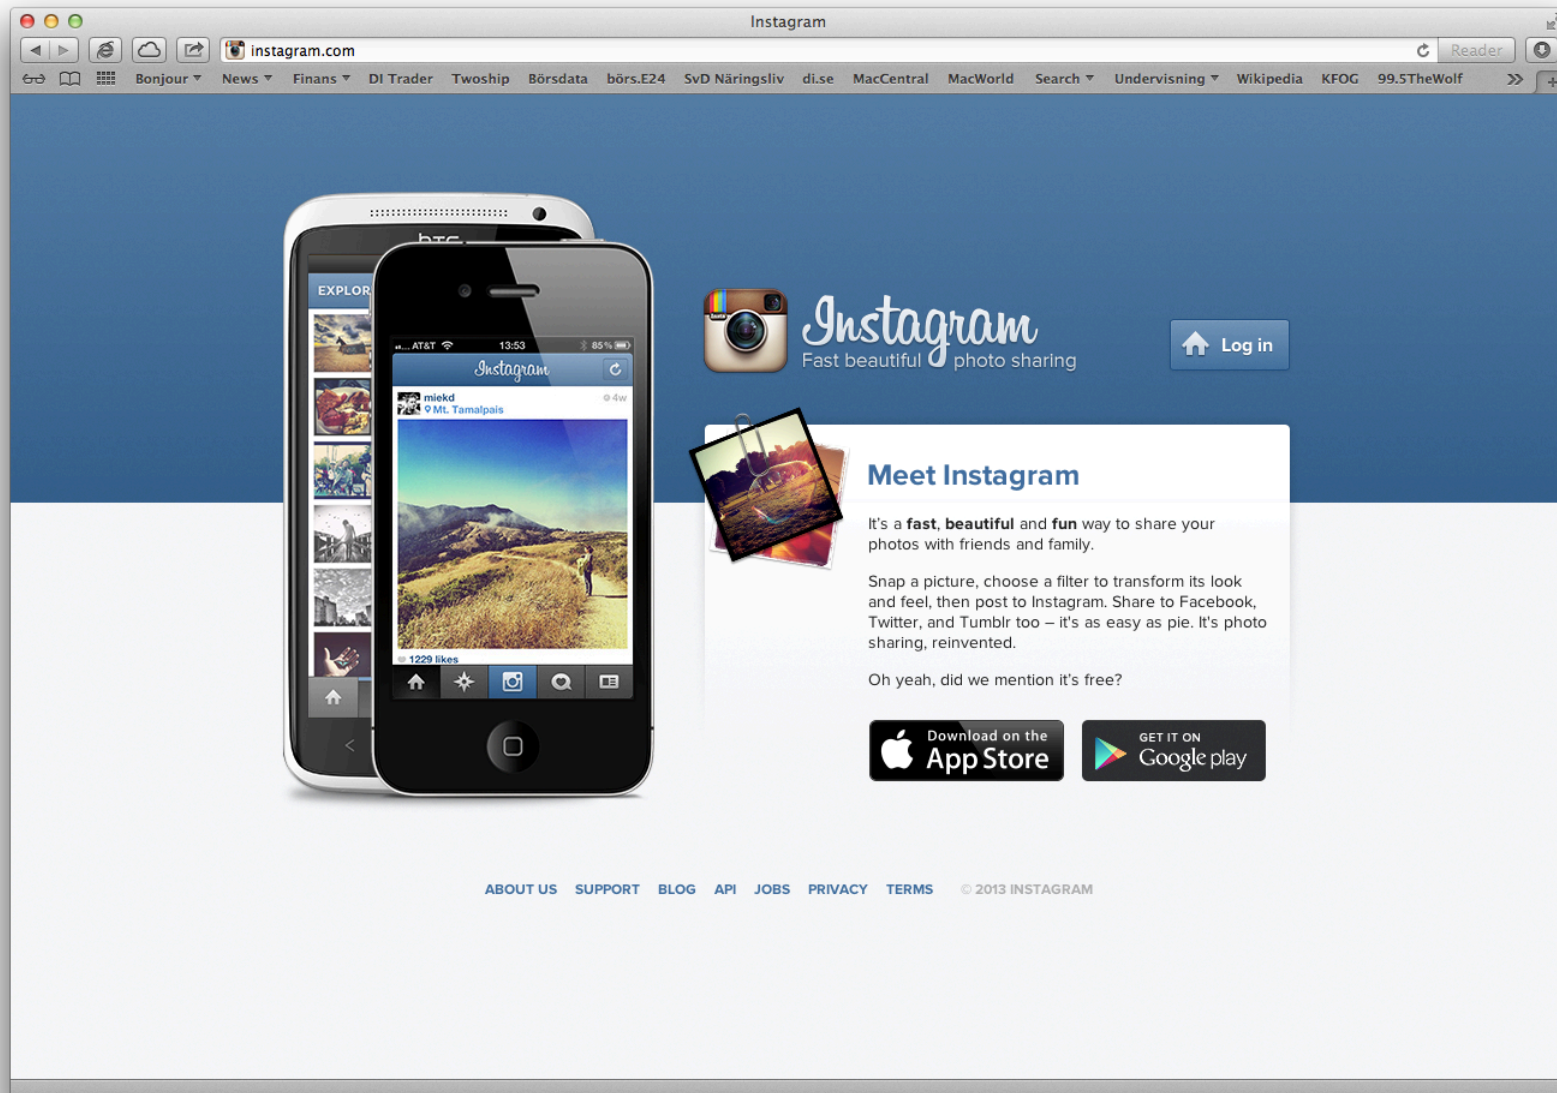 Instagram
instagram.com
Reader
Bonjour News Finans DI Trader Twoship Börsdata börs.E24 SvD Näringsliv di.se MacCentral MacWorld Search Undervisning Wikipedia KFOG 99.5TheWolf
hTC
EXPLOR
AT&T 13:53 85%
Instagram
miekd 4w
Mt. Tamalpais
1229 likes
Instagram
Fast beautiful photo sharing
Log in
Meet Instagram
It's a fast, beautiful and fun way to share your
photos with friends and family.
Snap a picture, choose a filter to transform its look
and feel, then post to Instagram. Share to Facebook,
Twitter, and Tumblr too – it's as easy as pie. It's photo
sharing, reinvented.
Oh yeah, did we mention it's free?
Download on the
App Store
GET IT ON
Google play
ABOUT US SUPPORT BLOG API JOBS PRIVACY TERMS © 2013 INSTAGRAM